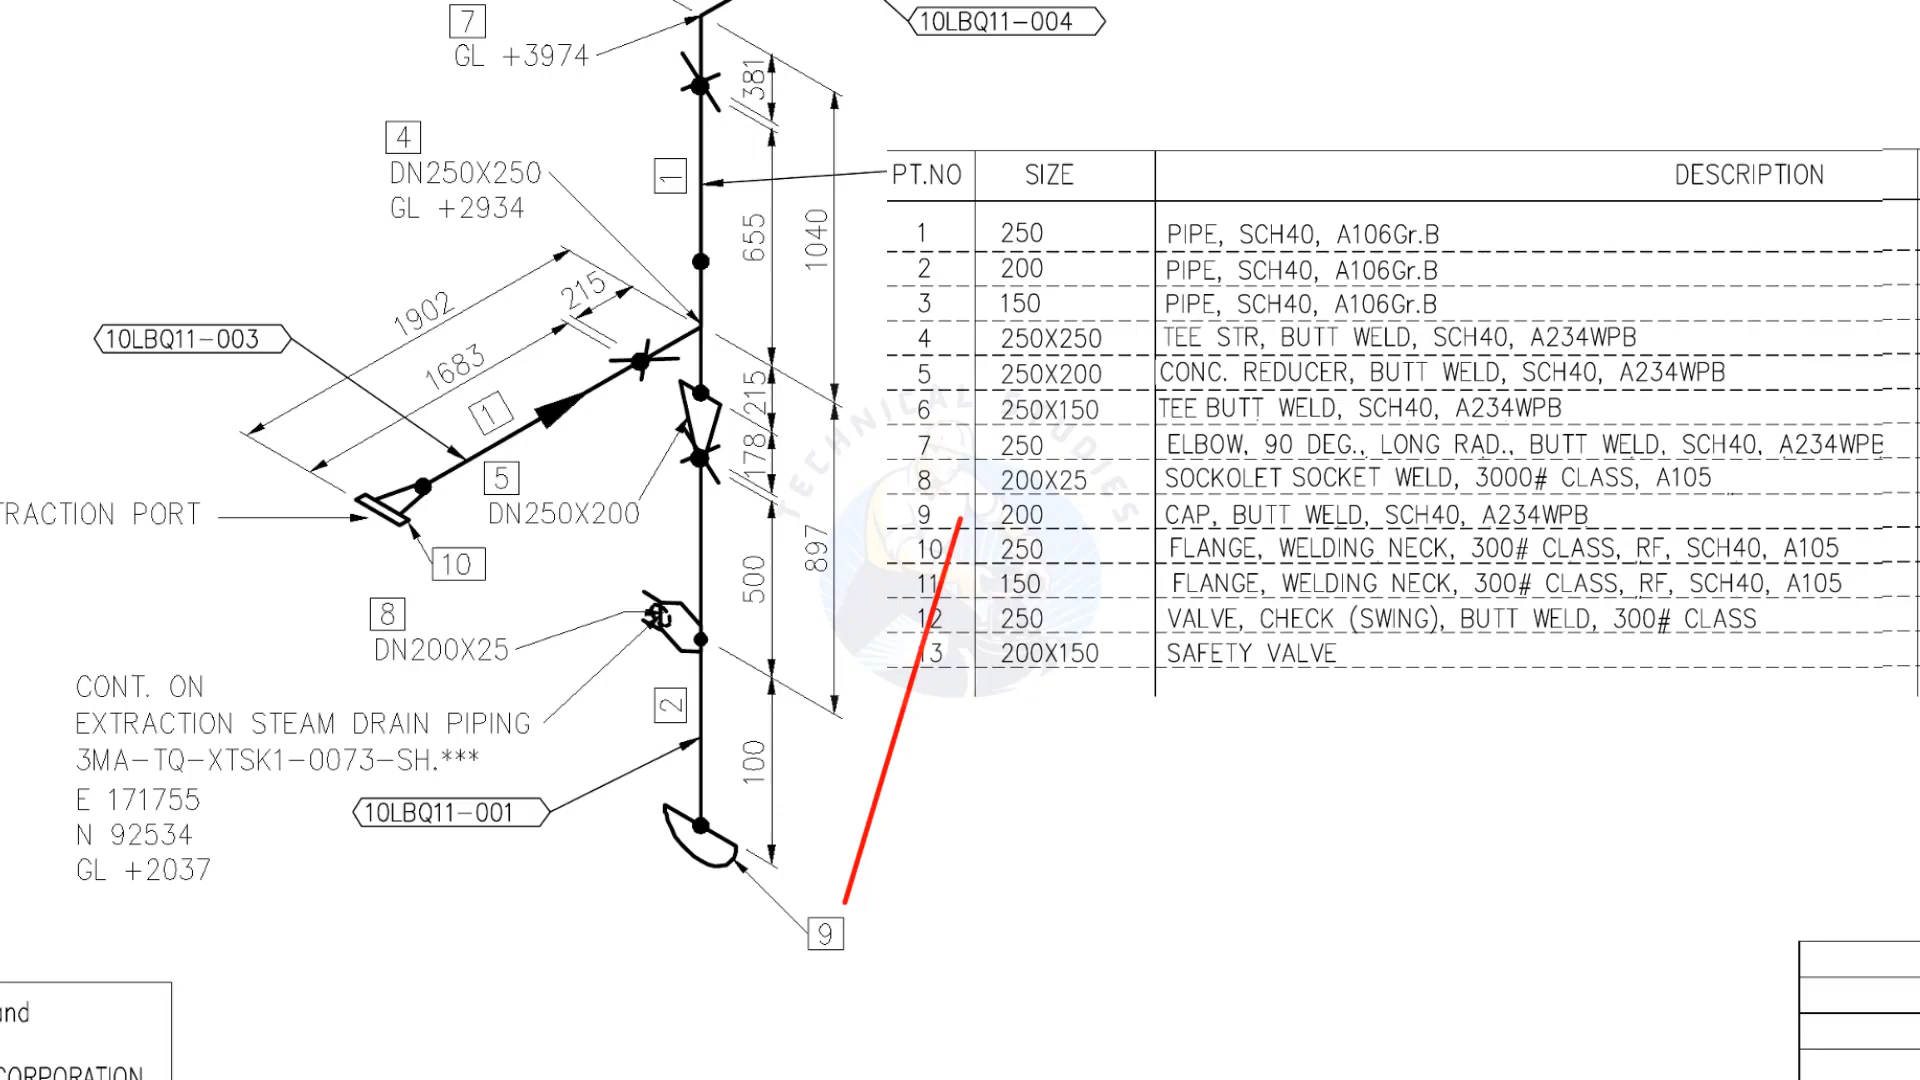 7
GL +3974
10LBQ11-004
381
4
DN250X250
GL +2934
1
655
1040
215
1902
10LBQ11-003
1683
1
215
178
5
DN250X200
TRACTION PORT
10
897
500
8
DN200X25
CONT. ON
EXTRACTION STEAM DRAIN PIPING
3MA-TQ-XTSK1-0073-SH.***
E 171755
N 92534
GL +2037
2
100
10LBQ11-001
9
PT.NO SIZE DESCRIPTION
1 250 PIPE, SCH40, A106Gr.B
2 200 PIPE, SCH40, A106Gr.B
3 150 PIPE, SCH40, A106Gr.B
4 250X250 TEE STR, BUTT WELD, SCH40, A234WPB
5 250X200 CONC. REDUCER, BUTT WELD, SCH40, A234WPB
6 250X150 TEE BUTT WELD, SCH40, A234WPB
7 250 ELBOW, 90 DEG., LONG RAD., BUTT WELD, SCH40, A234WPB
8 200X25 SOCKOLET SOCKET WELD, 3000# CLASS, A105
9 200 CAP, BUTT WELD, SCH40, A234WPB
10 250 FLANGE, WELDING NECK, 300# CLASS, RF, SCH40, A105
11 150 FLANGE, WELDING NECK, 300# CLASS, RF, SCH40, A105
12 250 VALVE, CHECK (SWING), BUTT WELD, 300# CLASS
13 200X150 SAFETY VALVE
TECHNICAL STUDIES
and
CORPORATION